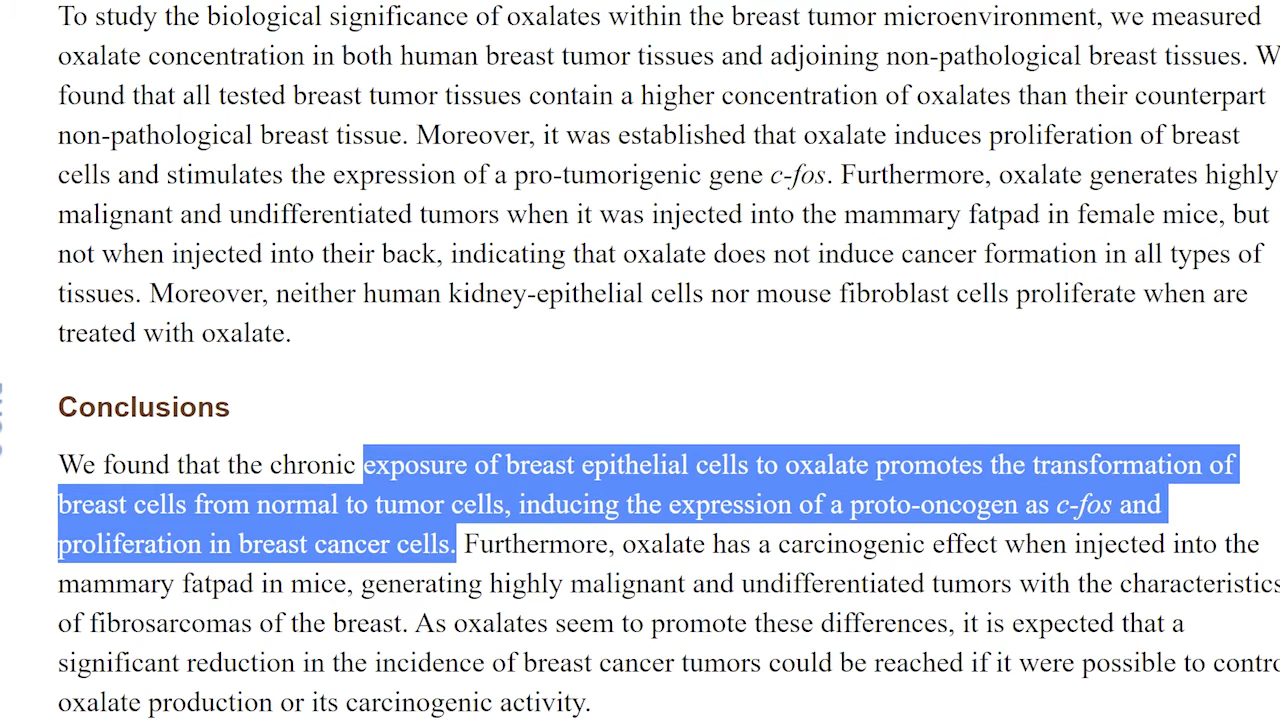 To study the biological significance of oxalates within the breast tumor microenvironment, we measured
oxalate concentration in both human breast tumor tissues and adjoining non-pathological breast tissues. W
found that all tested breast tumor tissues contain a higher concentration of oxalates than their counterpart
non-pathological breast tissue. Moreover, it was established that oxalate induces proliferation of breast
cells and stimulates the expression of a pro-tumorigenic gene c-fos. Furthermore, oxalate generates highly
malignant and undifferentiated tumors when it was injected into the mammary fatpad in female mice, but
not when injected into their back, indicating that oxalate does not induce cancer formation in all types of
tissues. Moreover, neither human kidney-epithelial cells nor mouse fibroblast cells proliferate when are
treated with oxalate.
Conclusions
We found that the chronic exposure of breast epithelial cells to oxalate promotes the transformation of
breast cells from normal to tumor cells, inducing the expression of a proto-oncogen as c-fos and
proliferation in breast cancer cells. Furthermore, oxalate has a carcinogenic effect when injected into the
mammary fatpad in mice, generating highly malignant and undifferentiated tumors with the characteristics
of fibrosarcomas of the breast. As oxalates seem to promote these differences, it is expected that a
significant reduction in the incidence of breast cancer tumors could be reached if it were possible to contro
oxalate production or its carcinogenic activity.